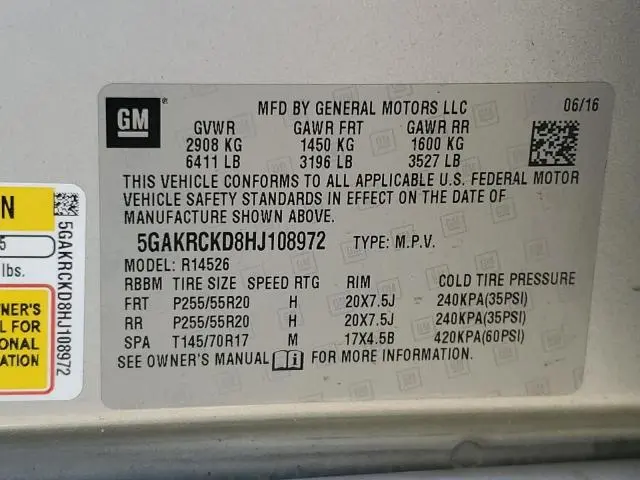 GM
MFD BY GENERAL MOTORS LLC 06/16
GVWR GAWR FRT GAWR RR
2908 KG 1450 KG 1600 KG
6411 LB 3196 LB 3527 LB
THIS VEHICLE CONFORMS TO ALL APPLICABLE U.S. FEDERAL MOTOR
VEHICLE SAFETY STANDARDS IN EFFECT ON THE DATE OF
MANUFACTURE SHOWN ABOVE.
5GAKRCKD8HJ108972 TYPE: M.P.V.
MODEL: R14526
RBBM TIRE SIZE SPEED RTG RIM COLD TIRE PRESSURE
FRT P255/55R20 H 20X7.5J 240KPA(35PSI)
RR P255/55R20 H 20X7.5J 240KPA(35PSI)
SPA T145/70R17 M 17X4.5B 420KPA(60PSI)
SEE OWNER'S MANUAL FOR MORE INFORMATION.
N
5
lbs.
OWNER'S
FOR
ONAL
ATION
5GAKRCKD8HJ108972